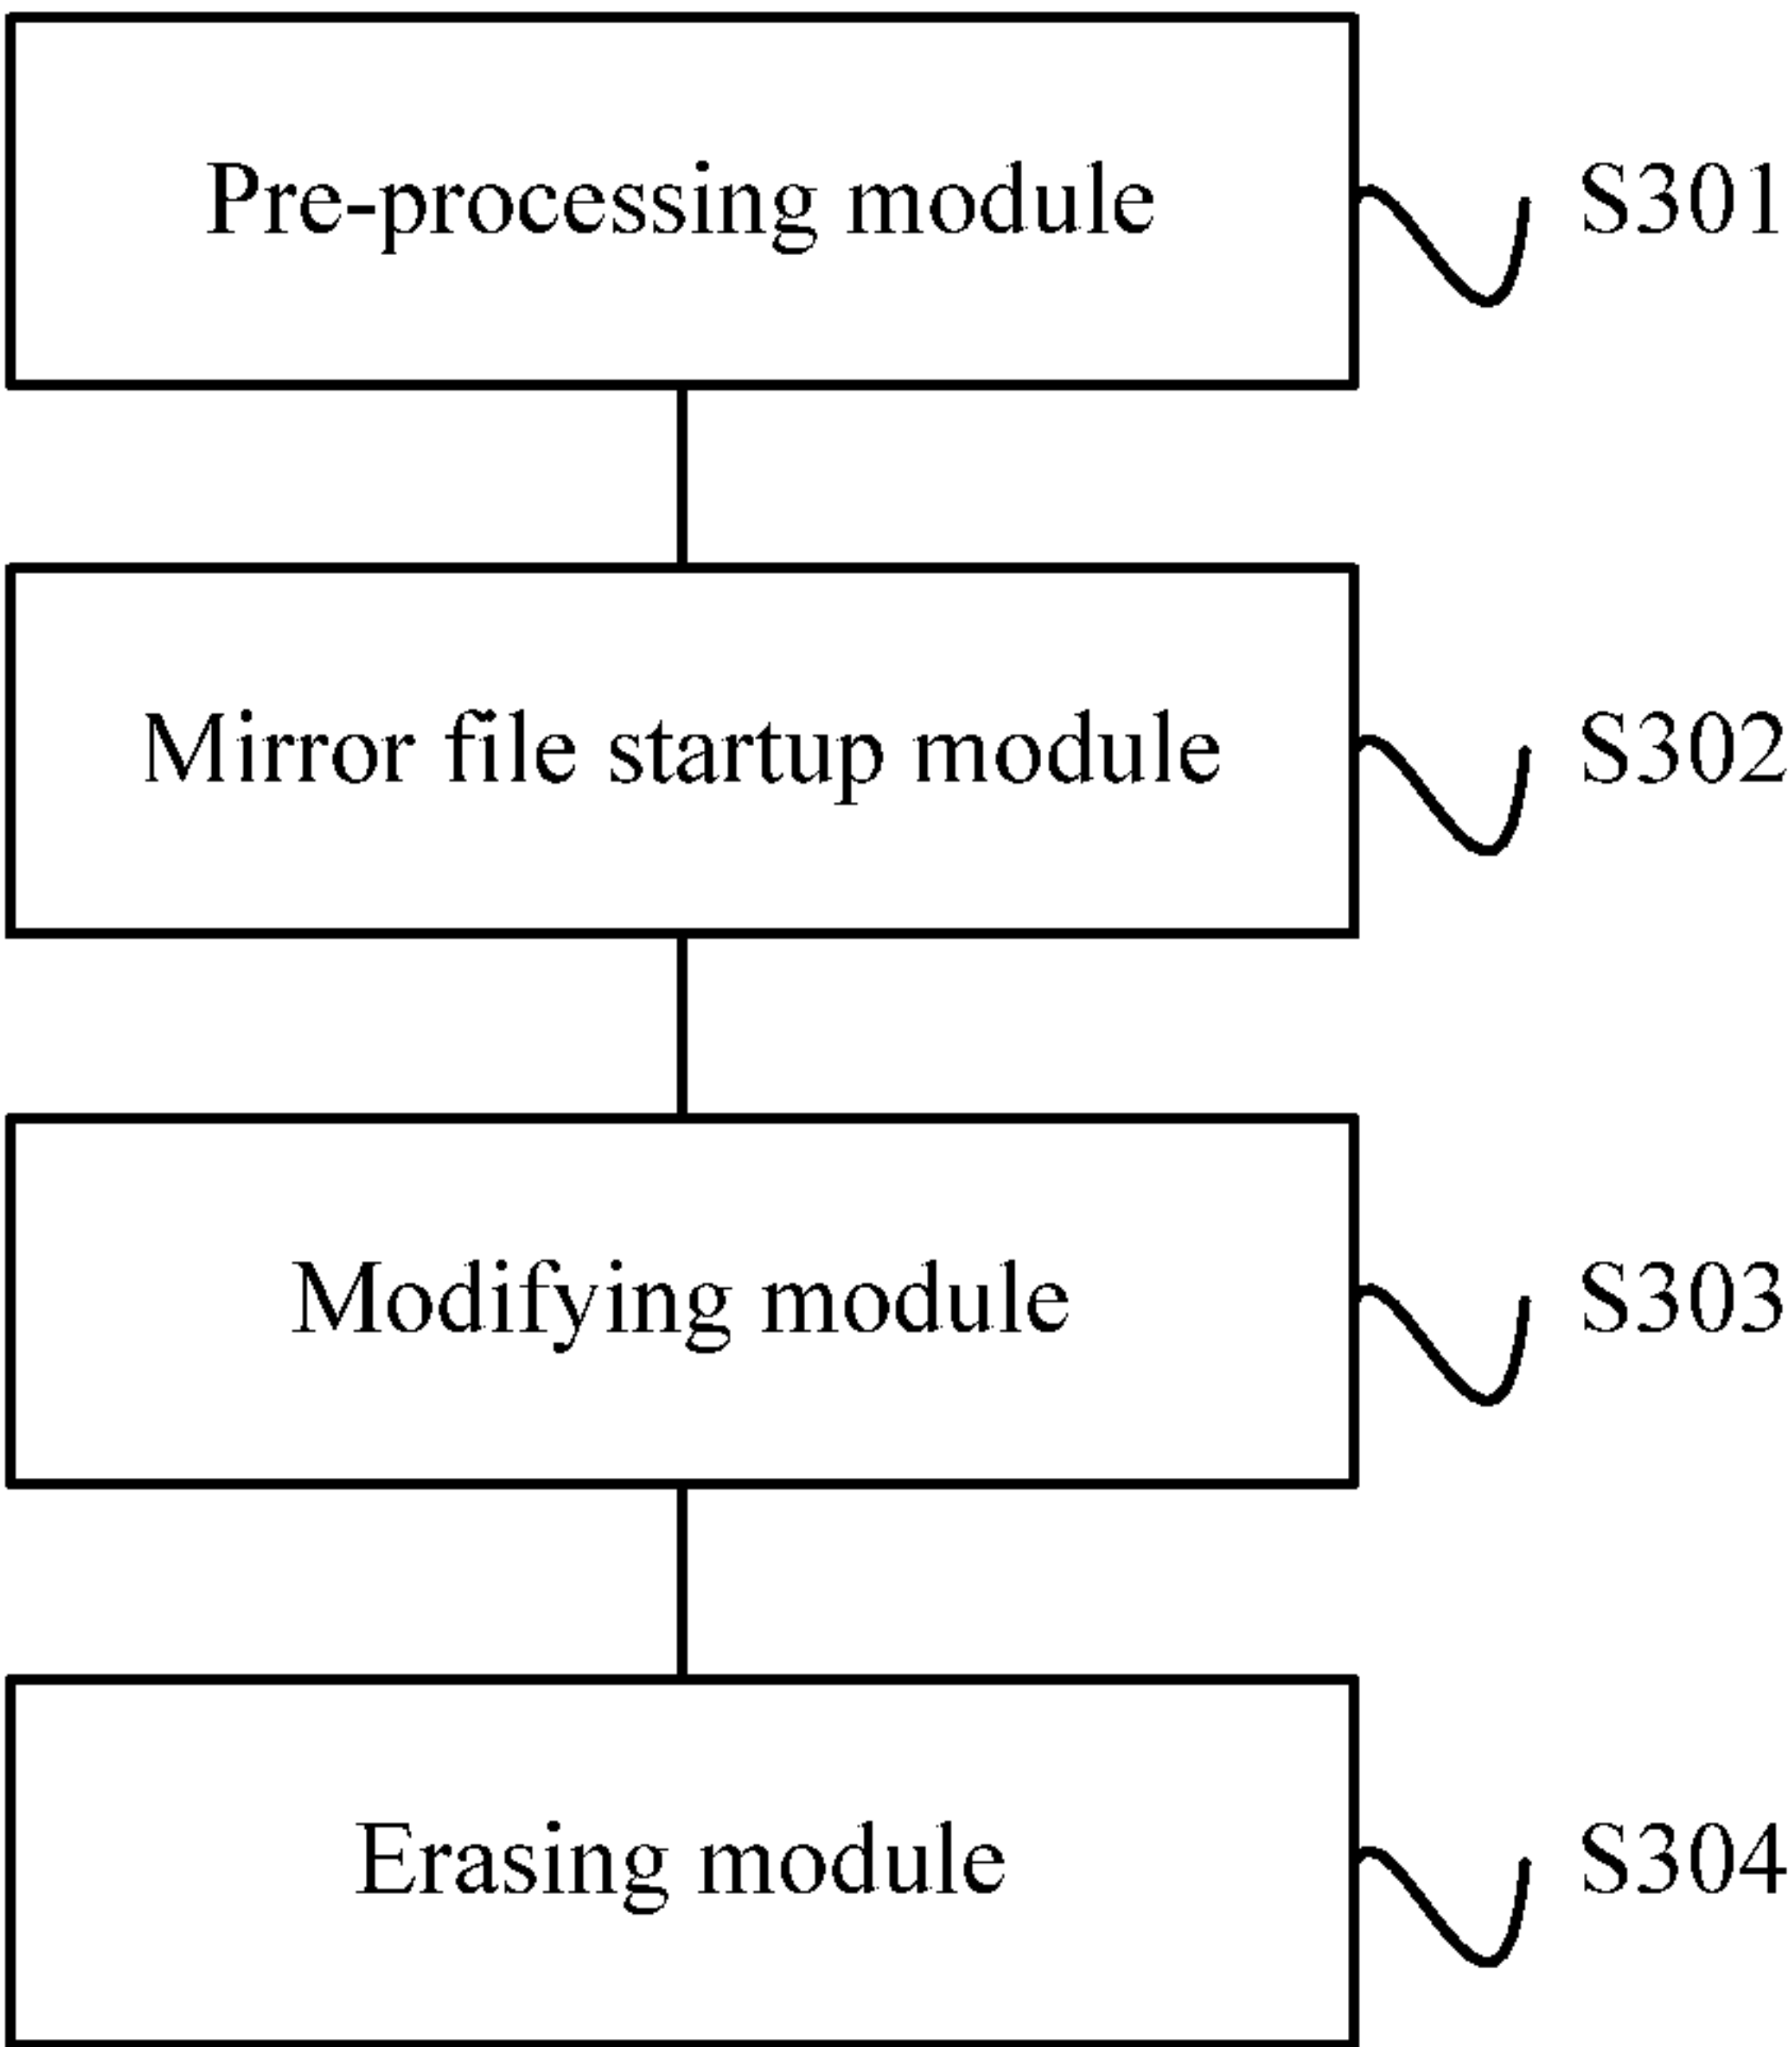 Pre-processing module S301
Mirror file startup module S302
Modifying module S303
Erasing module S304